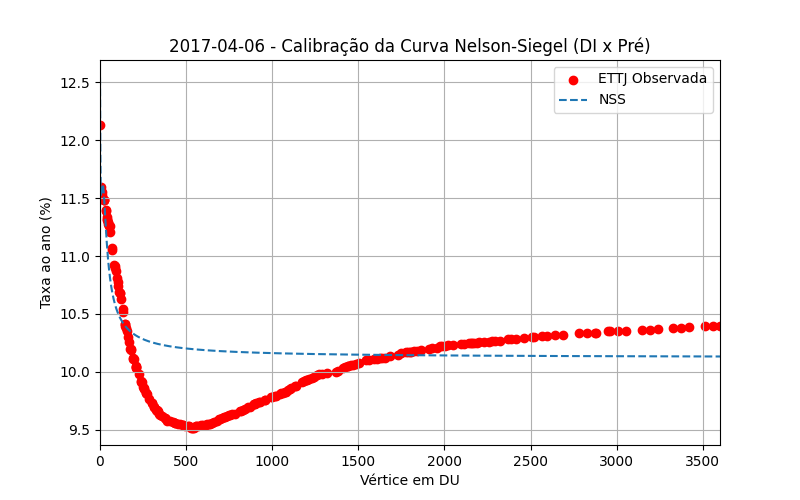 2017-04-06 - Calibração da Curva Nelson-Siegel (DI x Pré)
ETTJ Observada
NSS
12.5
12.0
11.5
11.0
10.5
10.0
9.5
Taxa ao ano (%)
0 500 1000 1500 2000 2500 3000 3500
Vértice em DU